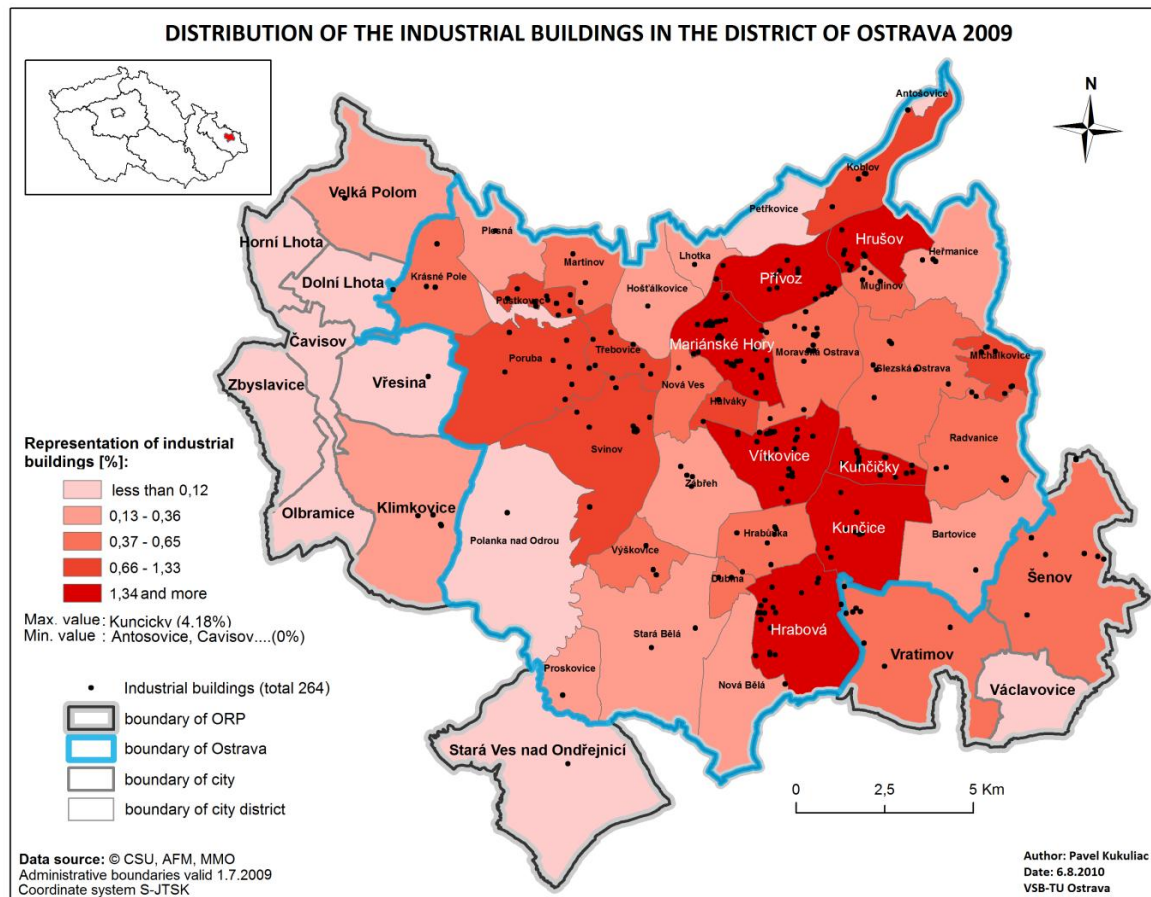 DISTRIBUTION OF THE INDUSTRIAL BUILDINGS IN THE DISTRICT OF OSTRAVA 2009
N
Antošovice
Koblov
Velká Polom
Petřkovice
Plesná
Hrušov
Horní Lhota
Heřmanice
Lhotka
Martinov
Přívoz
Dolní Lhota
Krásné Pole
Muglinov
Hošťálkovice
Pustkovec
Čavisov
Mariánské Hory
Třebovice
Moravská Ostrava
Michálkovice
Poruba
Zbyslavice
Vřesina
Nová Ves
Slezská Ostrava
Hulváky
Representation of industrial
buildings [%]:
less than 0,12
0,13 - 0,36
0,37 - 0,65
0,66 - 1,33
1,34 and more
Max. value : Kuncicky (4.18%)
Min. value : Antosovice, Cavisov....(0%)
Radvanice
Svinov
Vítkovice
Kunčičky
Zábřeh
Klimkovice
Olbramice
Kunčice
Polanka nad Odrou
Hrabůvka
Bartovice
Výškovice
Dubina
Šenov
Hrabová
Stará Bělá
Vratimov
Proskovice
Nová Bělá
Václavovice
Stará Ves nad Ondřejnicí
Industrial buildings (total 264)
boundary of ORP
boundary of Ostrava
boundary of city
boundary of city district
0 2,5 5 Km
Data source: © CSU, AFM, MMO
Administrative boundaries valid 1.7.2009
Coordinate system S-JTSK
Author: Pavel Kukuliac
Date: 6.8.2010
VSB-TU Ostrava